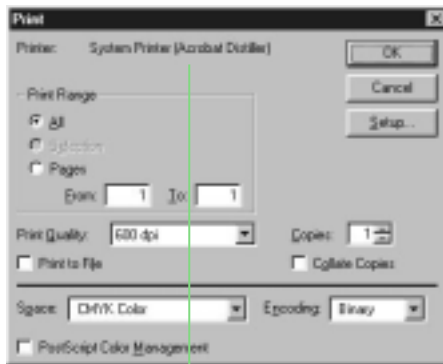 Print
Printer: System Printer (Acrobat Distiller)
OK
Cancel
Setup...
Print Range
All
Selection
Pages
From: 1 To: 1
Print Quality: 600 dpi
Copies: 1
Print to File
Collate Copies
Space: CMYK Color
Encoding: Binary
PostScript Color Management